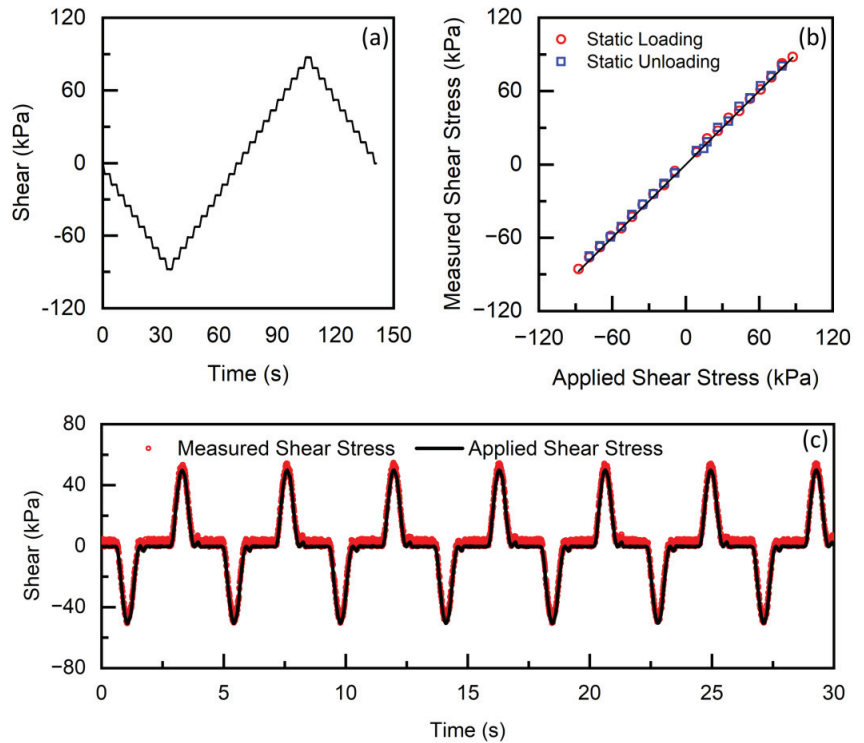 (a)
120
60
0
-60
-120
Shear (kPa)
0 30 60 90 120 150
Time (s)
(b)
Static Loading
Static Unloading
120
60
0
−60
−120
Measured Shear Stress (kPa)
−120 −60 0 60 120
Applied Shear Stress (kPa)
(c)
Measured Shear Stress Applied Shear Stress
80
40
0
−40
−80
Shear (kPa)
0 5 10 15 20 25 30
Time (s)